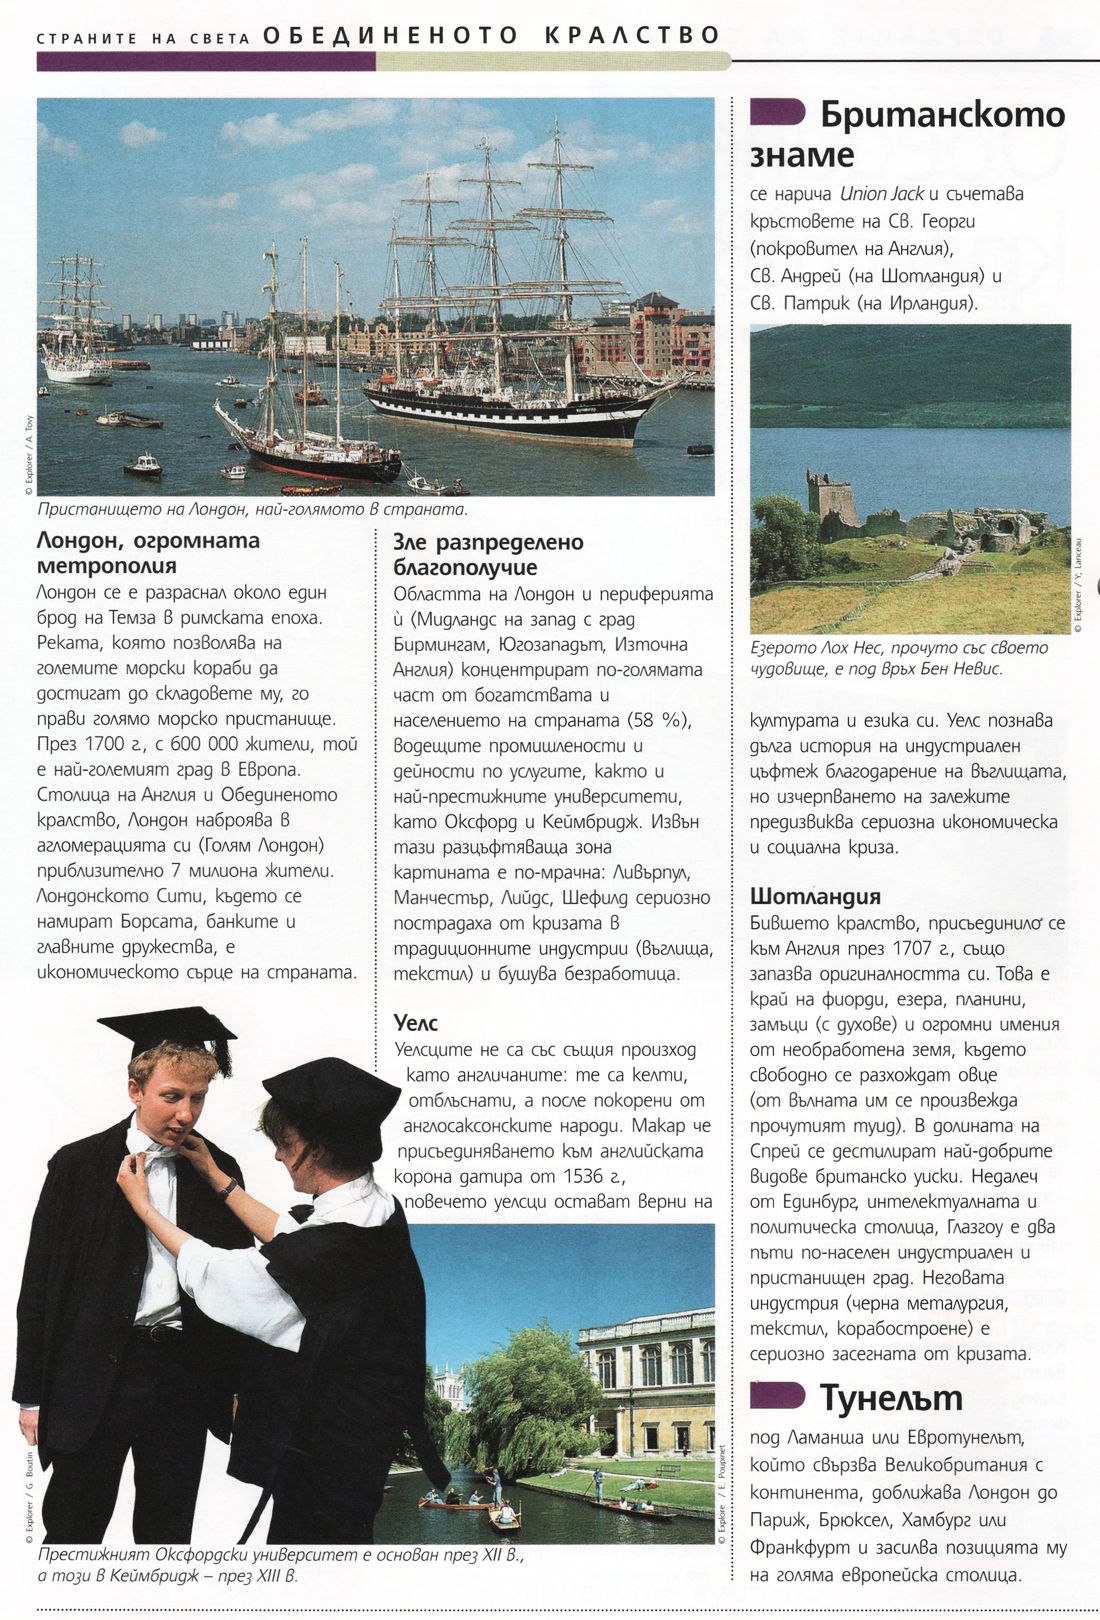 СТРАНИТЕ НА СВЕТА ОБЕДИНЕНОТО КРАЛСТВО
© Explorer / A. Tovy
Пристанището на Лондон, най-голямото в страната.
Лондон, огромната
метрополия
Лондон се е разраснал около един
брод на Темза в римската епоха.
Реката, която позволява на
големите морски кораби да
достигат до складовете му, го
прави голямо морско пристанище.
През 1700 г., с 600 000 жители, той
е най-големият град в Европа.
Столица на Англия и Обединеното
кралство, Лондон наброява в
агломерацията си (Голям Лондон)
приблизително 7 милиона жители.
Лондонското Сити, където се
намират Борсата, банките и
главните дружества, е
икономическото сърце на страната.
Зле разпределено
благополучие
Областта на Лондон и периферията
ѝ (Мидландс на запад с град
Бирмингам, Югозападът, Източна
Англия) концентрират по-голямата
част от богатствата и
населението на страната (58 %),
водещите промишлености и
дейности по услугите, както и
най-престижните университети,
като Оксфорд и Кеймбридж. Извън
тази разцъфтяваща зона
картината е по-мрачна: Ливърпул,
Манчестър, Лийдс, Шефилд сериозно
пострадаха от кризата в
традиционните индустрии (въглища,
текстил) и бушува безработица.
Уелс
Уелсците не са със същия произход
като англичаните: те са келти,
отблъснати, а после покорени от
англосаксонските народи. Макар че
присъединяването към английската
корона датира от 1536 г.,
повечето уелсци остават верни на
© Explorer / G. Boutin
© Explore / E. Poupinet
Престижният Оксфордски университет е основан през XII в.,
а този в Кеймбридж – през XIII в.
Британското
знаме
се нарича Union Jack и съчетава
кръстовете на Св. Георги
(покровител на Англия),
Св. Андрей (на Шотландия) и
Св. Патрик (на Ирландия).
© Explorer / Y. Lanceau
Езерото Лох Нес, прочуто със своето
чудовище, е под връх Бен Невис.
културата и езика си. Уелс познава
дълга история на индустриален
цъфтеж благодарение на въглищата,
но изчерпването на залежите
предизвиква сериозна икономическа
и социална криза.
Шотландия
Бившето кралство, присъединило се
към Англия през 1707 г., също
запазва оригиналността си. Това е
край на фиорди, езера, планини,
замъци (с духове) и огромни имения
от необработена земя, където
свободно се разхождат овце
(от вълната им се произвежда
прочутият туид). В долината на
Спрей се дестилират най-добрите
видове британско уиски. Недалеч
от Единбург, интелектуалната и
политическа столица, Глазгоу е два
пъти по-населен индустриален и
пристанищен град. Неговата
индустрия (черна металургия,
текстил, корабостроене) е
сериозно засегната от кризата.
Тунелът
под Ламанша или Евротунелът,
който свързва Великобритания с
континента, доближава Лондон до
Париж, Брюксел, Хамбург или
Франкфурт и засилва позицията му
на голяма европейска столица.